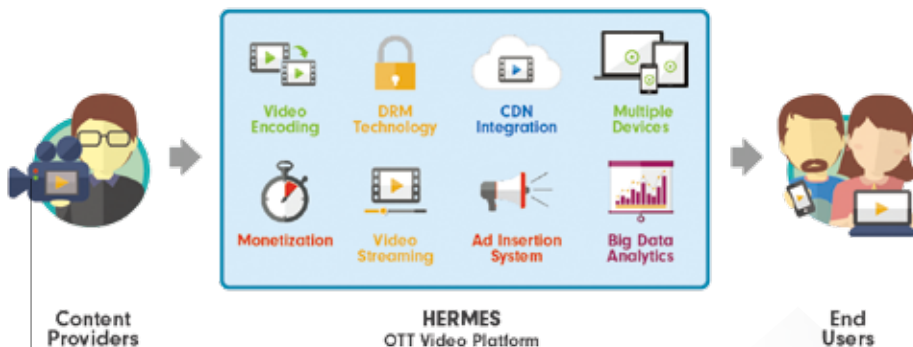 Video
Encoding
DRM
Technology
CDN
Integration
Multiple
Devices
Monetization
Video
Streaming
Ad Insertion
System
Big Data
Analytics
Content
Providers
HERMES
OTT Video Platform
End
Users